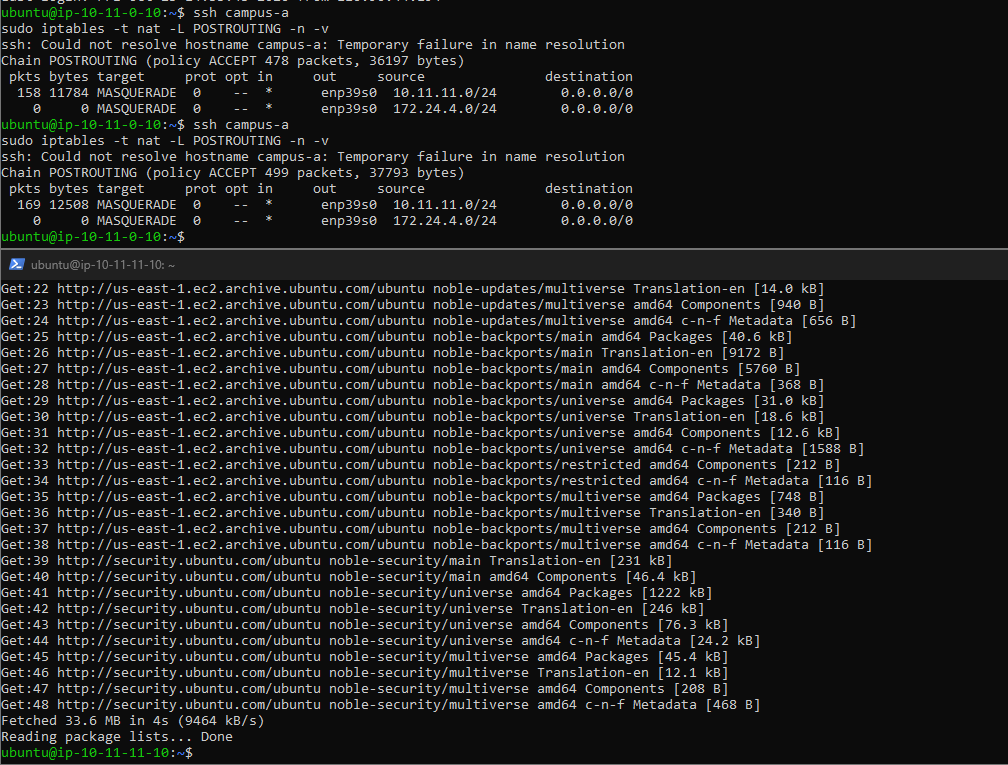 ubuntu@ip-10-11-0-10:~$ ssh campus-a
sudo iptables -t nat -L POSTROUTING -n -v
ssh: Could not resolve hostname campus-a: Temporary failure in name resolution
Chain POSTROUTING (policy ACCEPT 478 packets, 36197 bytes)
 pkts bytes target     prot opt in     out     source               destination
  158 11784 MASQUERADE  0    --  *      enp39s0  10.11.11.0/24        0.0.0.0/0
    0     0 MASQUERADE  0    --  *      enp39s0  172.24.4.0/24        0.0.0.0/0
ubuntu@ip-10-11-0-10:~$ ssh campus-a
sudo iptables -t nat -L POSTROUTING -n -v
ssh: Could not resolve hostname campus-a: Temporary failure in name resolution
Chain POSTROUTING (policy ACCEPT 499 packets, 37793 bytes)
 pkts bytes target     prot opt in     out     source               destination
  169 12508 MASQUERADE  0    --  *      enp39s0  10.11.11.0/24        0.0.0.0/0
    0     0 MASQUERADE  0    --  *      enp39s0  172.24.4.0/24        0.0.0.0/0
ubuntu@ip-10-11-0-10:~$
ubuntu@ip-10-11-11-10: ~
Get:22 http://us-east-1.ec2.archive.ubuntu.com/ubuntu noble-updates/multiverse Translation-en [14.0 kB]
Get:23 http://us-east-1.ec2.archive.ubuntu.com/ubuntu noble-updates/multiverse amd64 Components [940 B]
Get:24 http://us-east-1.ec2.archive.ubuntu.com/ubuntu noble-updates/multiverse amd64 c-n-f Metadata [656 B]
Get:25 http://us-east-1.ec2.archive.ubuntu.com/ubuntu noble-backports/main amd64 Packages [40.6 kB]
Get:26 http://us-east-1.ec2.archive.ubuntu.com/ubuntu noble-backports/main Translation-en [9172 B]
Get:27 http://us-east-1.ec2.archive.ubuntu.com/ubuntu noble-backports/main amd64 Components [5760 B]
Get:28 http://us-east-1.ec2.archive.ubuntu.com/ubuntu noble-backports/main amd64 c-n-f Metadata [368 B]
Get:29 http://us-east-1.ec2.archive.ubuntu.com/ubuntu noble-backports/universe amd64 Packages [31.0 kB]
Get:30 http://us-east-1.ec2.archive.ubuntu.com/ubuntu noble-backports/universe Translation-en [18.6 kB]
Get:31 http://us-east-1.ec2.archive.ubuntu.com/ubuntu noble-backports/universe amd64 Components [12.6 kB]
Get:32 http://us-east-1.ec2.archive.ubuntu.com/ubuntu noble-backports/universe amd64 c-n-f Metadata [1588 B]
Get:33 http://us-east-1.ec2.archive.ubuntu.com/ubuntu noble-backports/restricted amd64 Components [212 B]
Get:34 http://us-east-1.ec2.archive.ubuntu.com/ubuntu noble-backports/restricted amd64 c-n-f Metadata [116 B]
Get:35 http://us-east-1.ec2.archive.ubuntu.com/ubuntu noble-backports/multiverse amd64 Packages [748 B]
Get:36 http://us-east-1.ec2.archive.ubuntu.com/ubuntu noble-backports/multiverse Translation-en [340 B]
Get:37 http://us-east-1.ec2.archive.ubuntu.com/ubuntu noble-backports/multiverse amd64 Components [212 B]
Get:38 http://us-east-1.ec2.archive.ubuntu.com/ubuntu noble-backports/multiverse amd64 c-n-f Metadata [116 B]
Get:39 http://security.ubuntu.com/ubuntu noble-security/main Translation-en [231 kB]
Get:40 http://security.ubuntu.com/ubuntu noble-security/main amd64 Components [46.4 kB]
Get:41 http://security.ubuntu.com/ubuntu noble-security/universe amd64 Packages [1222 kB]
Get:42 http://security.ubuntu.com/ubuntu noble-security/universe Translation-en [246 kB]
Get:43 http://security.ubuntu.com/ubuntu noble-security/universe amd64 Components [76.3 kB]
Get:44 http://security.ubuntu.com/ubuntu noble-security/universe amd64 c-n-f Metadata [24.2 kB]
Get:45 http://security.ubuntu.com/ubuntu noble-security/multiverse amd64 Packages [45.4 kB]
Get:46 http://security.ubuntu.com/ubuntu noble-security/multiverse Translation-en [12.1 kB]
Get:47 http://security.ubuntu.com/ubuntu noble-security/multiverse amd64 Components [208 B]
Get:48 http://security.ubuntu.com/ubuntu noble-security/multiverse amd64 c-n-f Metadata [468 B]
Fetched 33.6 MB in 4s (9464 kB/s)
Reading package lists... Done
ubuntu@ip-10-11-11-10:~$